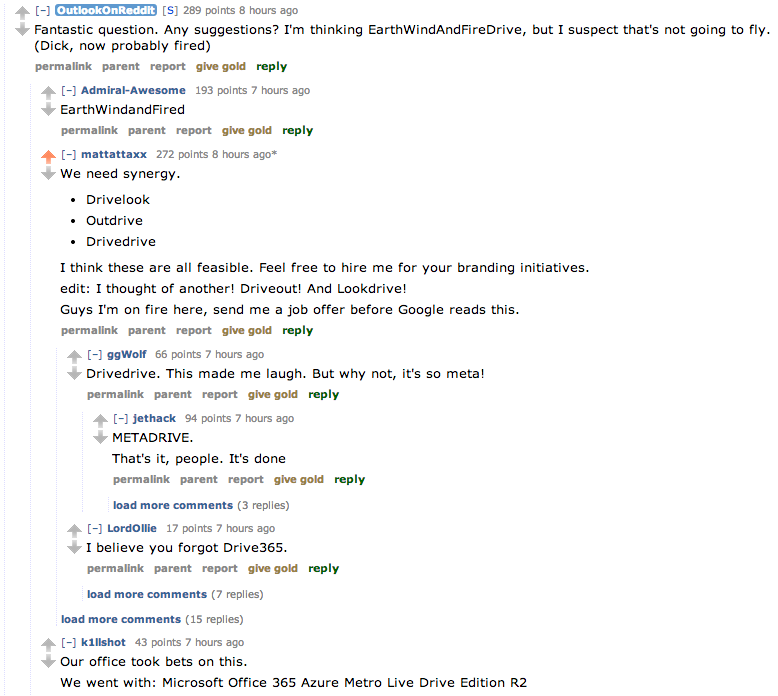 [–] OutlookOnReddit [S] 289 points 8 hours ago
Fantastic question. Any suggestions? I'm thinking EarthWindAndFireDrive, but I suspect that's not going to fly.
(Dick, now probably fired)
permalink parent report give gold reply
[–] Admiral-Awesome 193 points 7 hours ago
EarthWindandFired
permalink parent report give gold reply
[–] mattattaxx 272 points 8 hours ago*
We need synergy.
• Drivelook
• Outdrive
• Drivedrive
I think these are all feasible. Feel free to hire me for your branding initiatives.
edit: I thought of another! Driveout! And Lookdrive!
Guys I'm on fire here, send me a job offer before Google reads this.
permalink parent report give gold reply
[–] ggWolf 66 points 7 hours ago
Drivedrive. This made me laugh. But why not, it's so meta!
permalink parent report give gold reply
[–] jethack 94 points 7 hours ago
METADRIVE.
That's it, people. It's done
permalink parent report give gold reply
load more comments (3 replies)
[–] LordOllie 17 points 7 hours ago
I believe you forgot Drive365.
permalink parent report give gold reply
load more comments (7 replies)
load more comments (15 replies)
[–] k1llshot 43 points 7 hours ago
Our office took bets on this.
We went with: Microsoft Office 365 Azure Metro Live Drive Edition R2